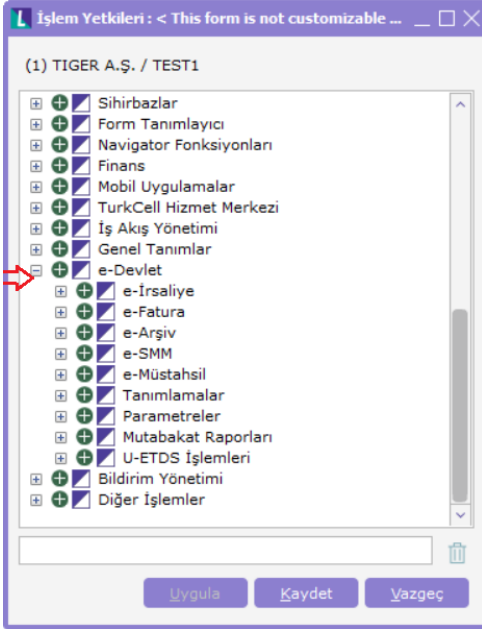 İşlem Yetkileri : < This form is not customizable ...
(1) TIGER A.Ş. / TEST1
Sihirbazlar
Form Tanımlayıcı
Navigator Fonksiyonları
Finans
Mobil Uygulamalar
TurkCell Hizmet Merkezi
İş Akış Yönetimi
Genel Tanımlar
e-Devlet
e-İrsaliye
e-Fatura
e-Arşiv
e-SMM
e-Müstahsil
Tanımlamalar
Parametreler
Mutabakat Raporları
U-ETDS İşlemleri
Bildirim Yönetimi
Diğer İşlemler
Uygula Kaydet Vazgeç